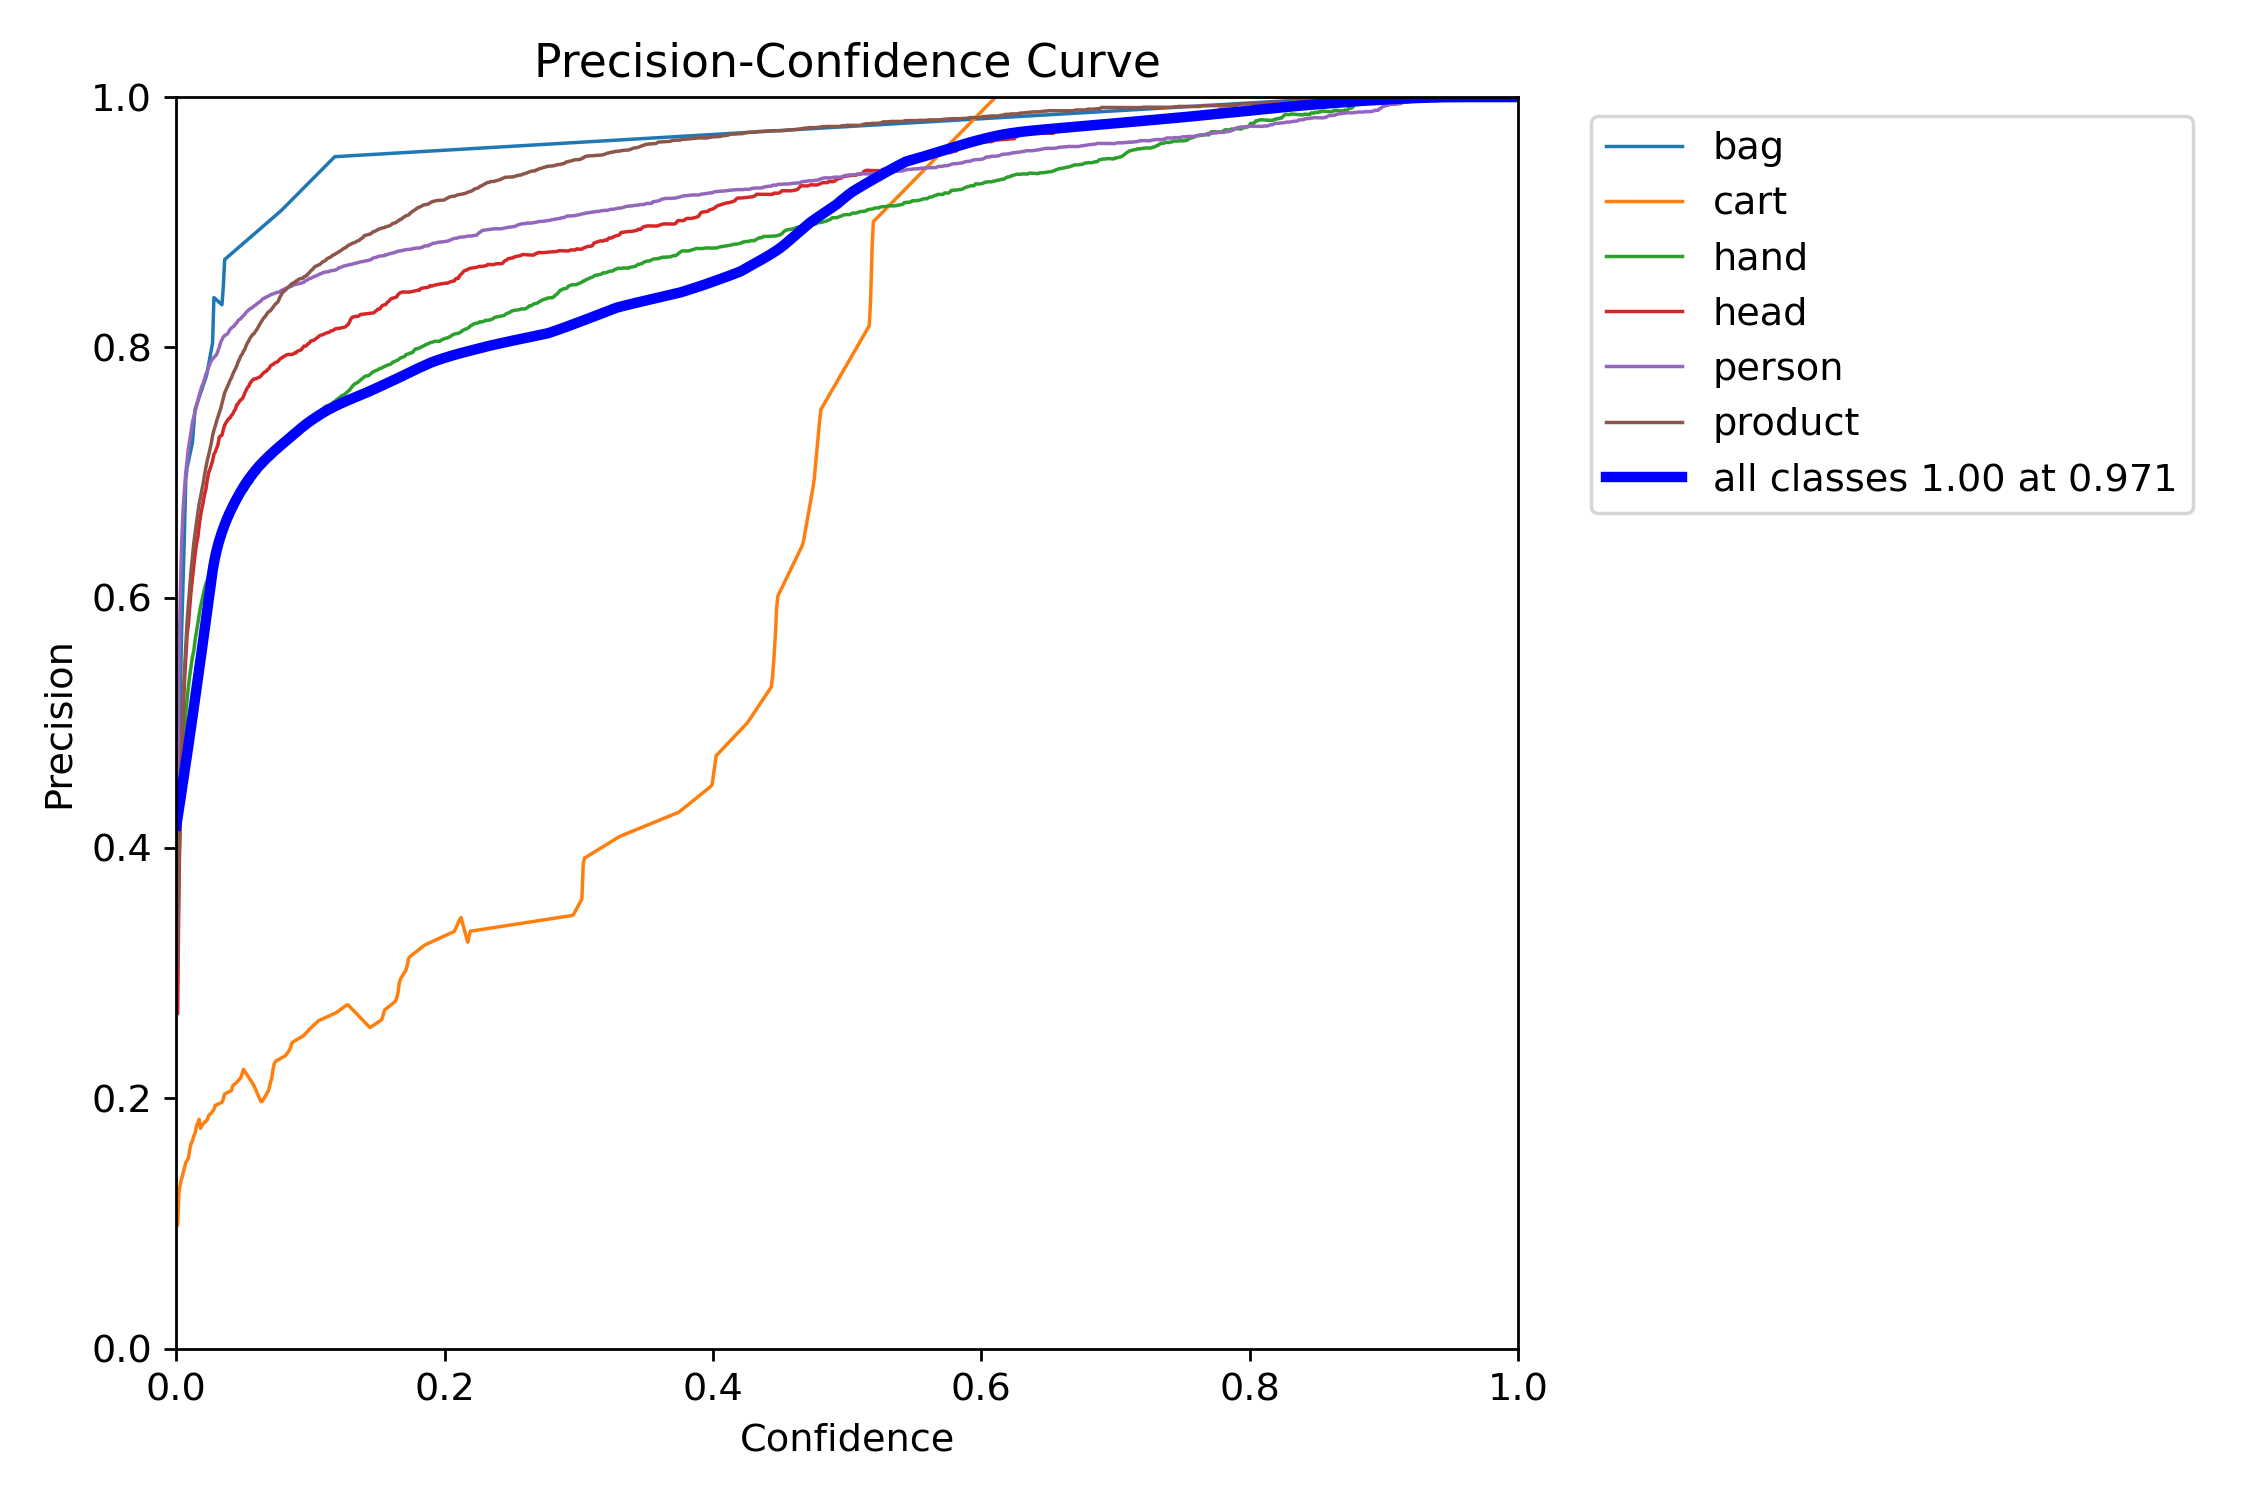 Precision-Confidence Curve
1.0
0.8
0.6
0.4
0.2
0.0
Precision
0.0 0.2 0.4 0.6 0.8 1.0
Confidence
bag
cart
hand
head
person
product
all classes 1.00 at 0.971